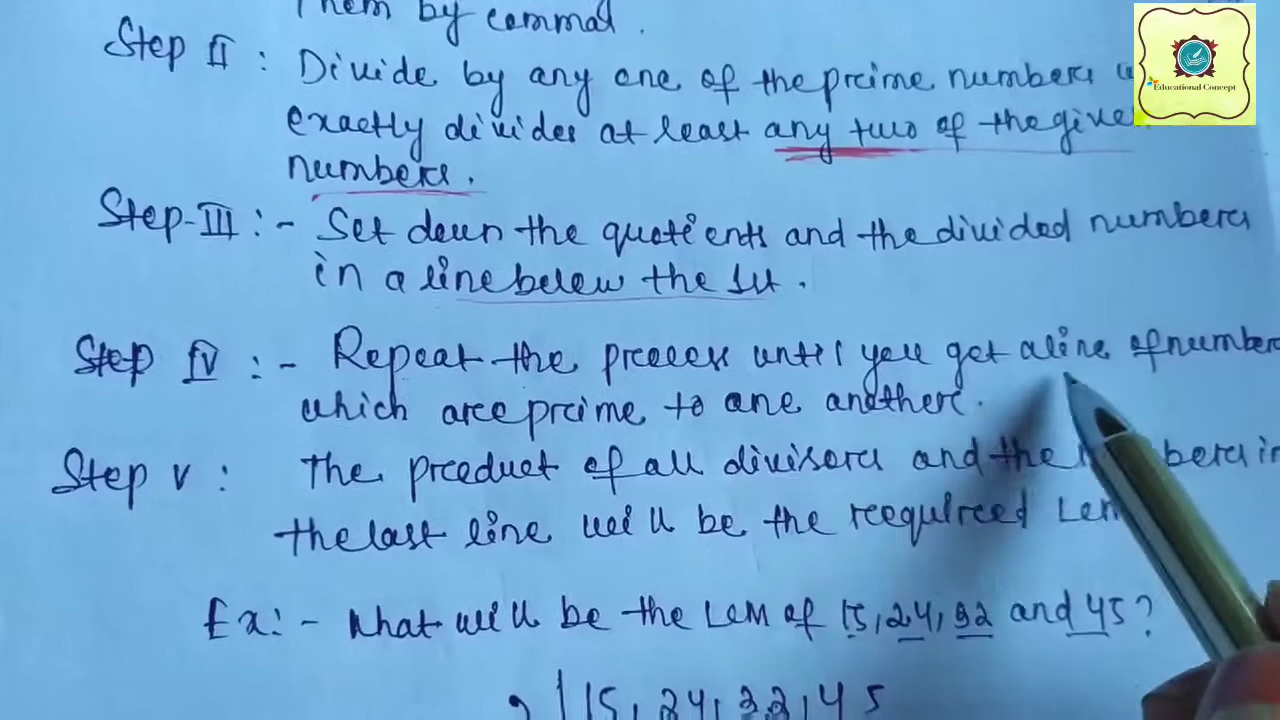 Them by commad.
Step II : Divide by any one of the prime numbers
exactly divides at least any two of the given
numbers.
Step-III :- Set down the quotients and the divided numbers
in a line below the 1st.
Step IV :- Repeat the process until you get a line of number
which are prime to one another.
Step V : The product of all divisors and the in
the last line will be the required LCM
Ex:- What will be the LCM of 15, 24, 32 and 45?
2 15, 24, 32, 45
Educational Concept